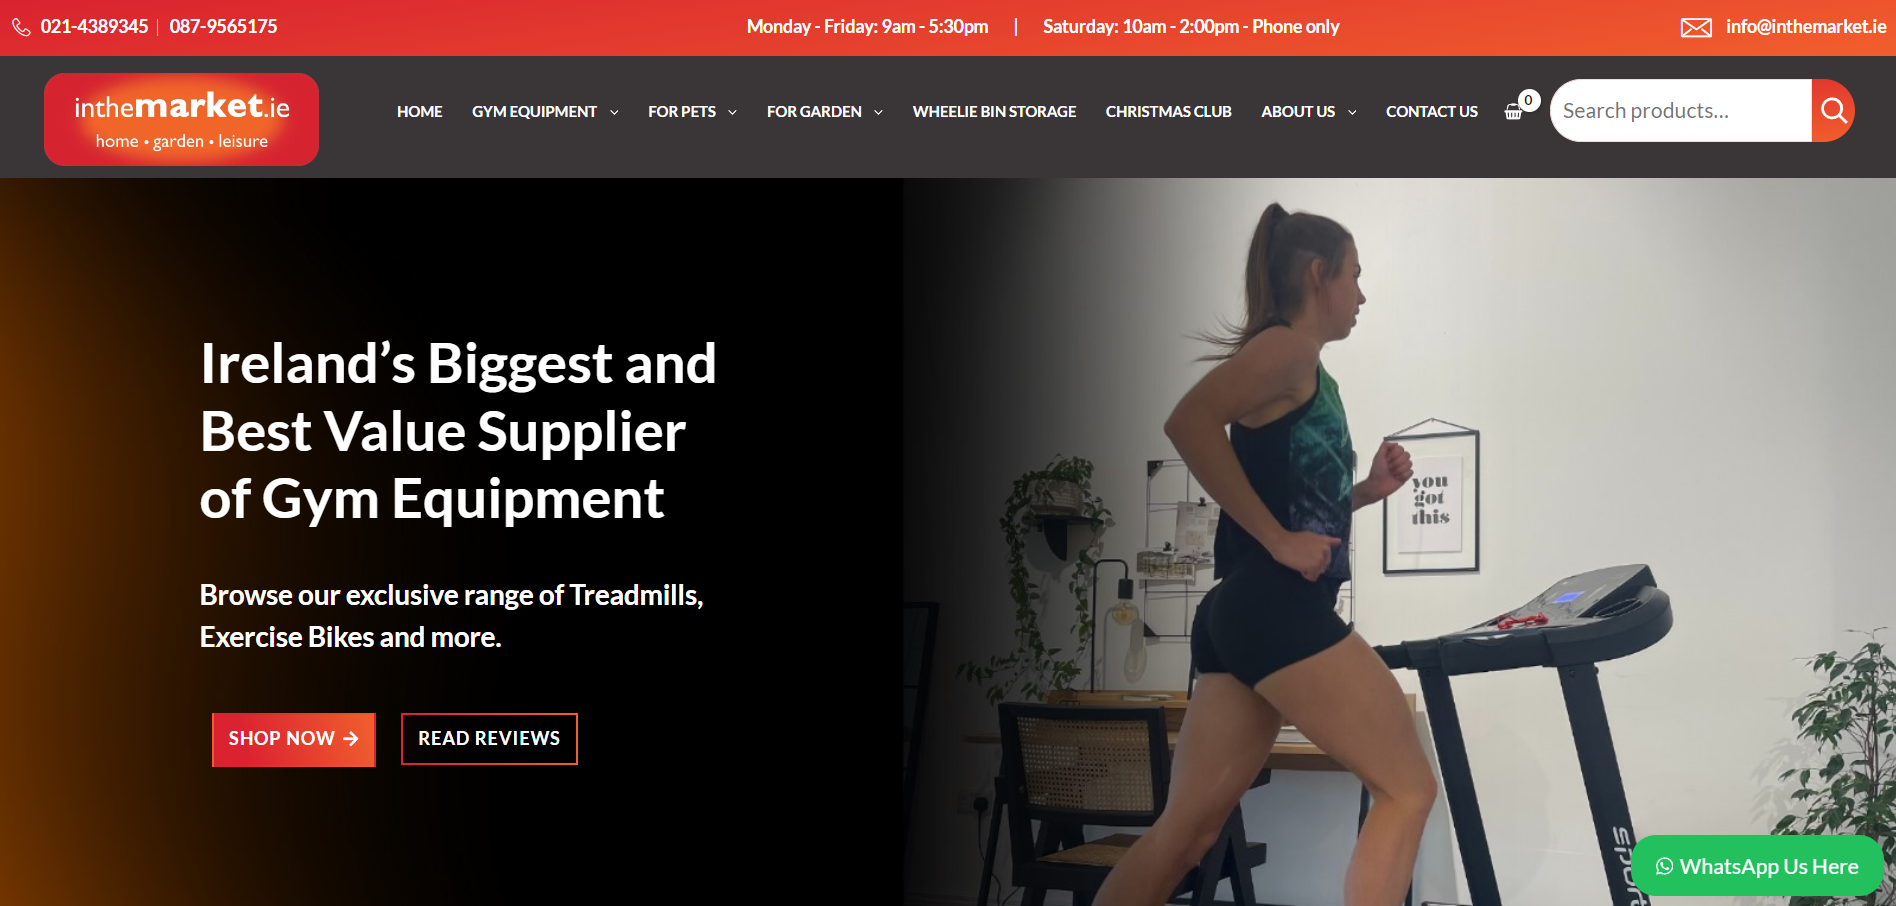 021-4389345 | 087-9565175
Monday - Friday: 9am - 5:30pm | Saturday: 10am - 2:00pm - Phone only
info@inthemarket.ie
inthemarket.ie
home • garden • leisure
HOME
GYM EQUIPMENT
FOR PETS
FOR GARDEN
WHEELIE BIN STORAGE
CHRISTMAS CLUB
ABOUT US
CONTACT US
0
Search products...
Ireland’s Biggest and
Best Value Supplier
of Gym Equipment
Browse our exclusive range of Treadmills,
Exercise Bikes and more.
SHOP NOW →
READ REVIEWS
you
got
this
WhatsApp Us Here